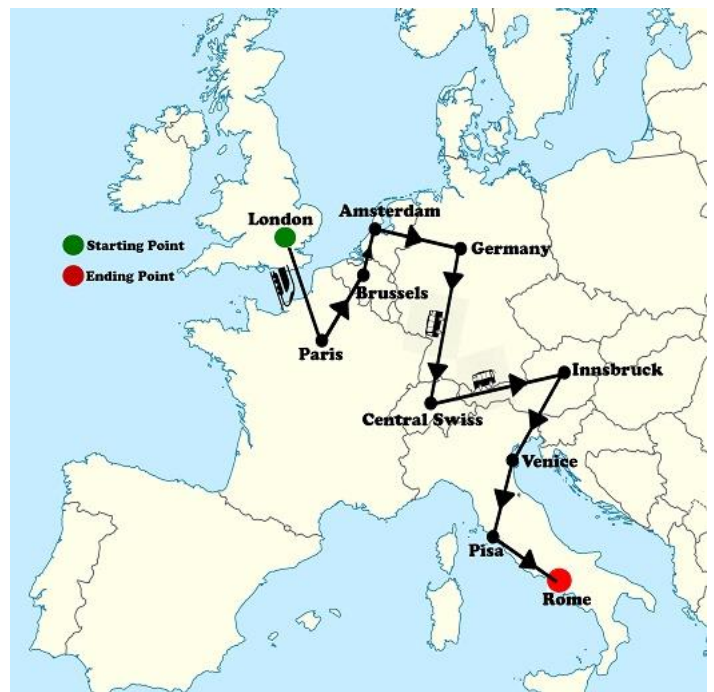 Amsterdam
London
Starting Point
Germany
Ending Point
Brussels
Paris
Innsbruck
Central Swiss
Venice
Pisa
Rome